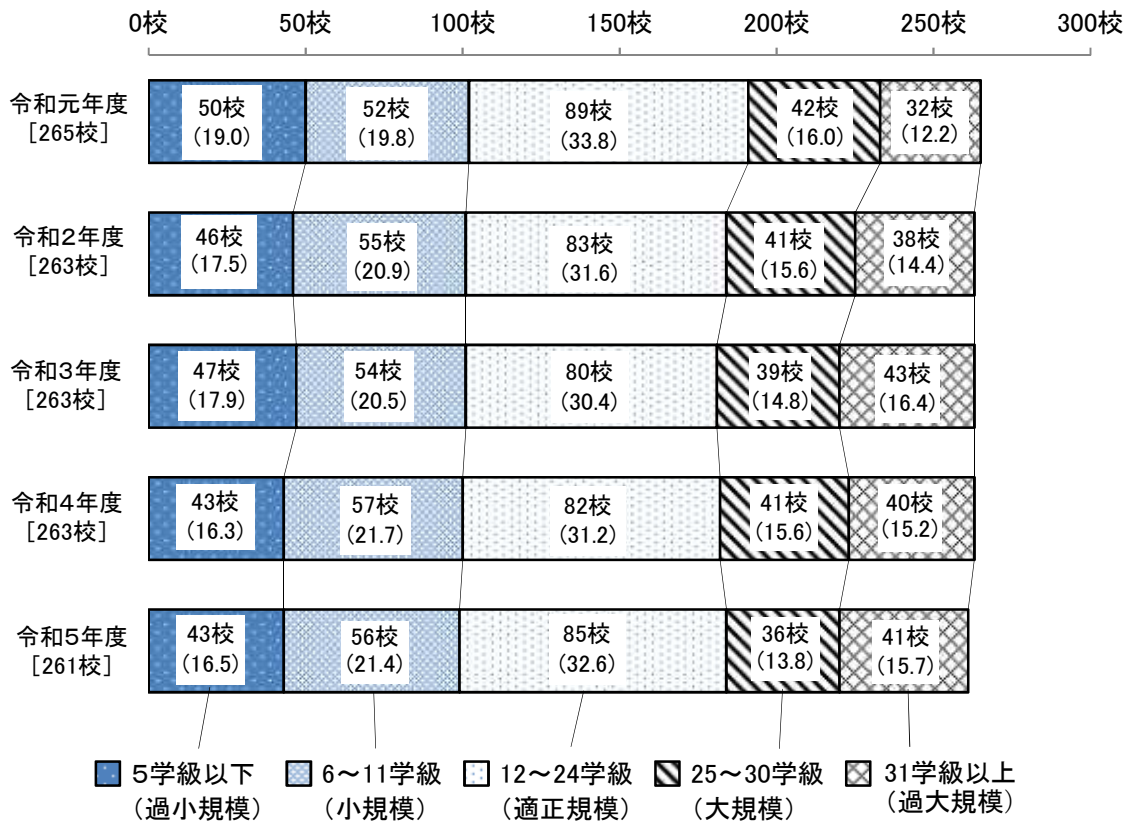 0校 50校 100校 150校 200校 250校 300校
令和元年度
[265校]
50校
(19.0)
52校
(19.8)
89校
(33.8)
42校
(16.0)
32校
(12.2)
令和2年度
[263校]
46校
(17.5)
55校
(20.9)
83校
(31.6)
41校
(15.6)
38校
(14.4)
令和3年度
[263校]
47校
(17.9)
54校
(20.5)
80校
(30.4)
39校
(14.8)
43校
(16.4)
令和4年度
[263校]
43校
(16.3)
57校
(21.7)
82校
(31.2)
41校
(15.6)
40校
(15.2)
令和5年度
[261校]
43校
(16.5)
56校
(21.4)
85校
(32.6)
36校
(13.8)
41校
(15.7)
5学級以下
(過小規模)
6～11学級
(小規模)
12～24学級
(適正規模)
25～30学級
(大規模)
31学級以上
(過大規模)